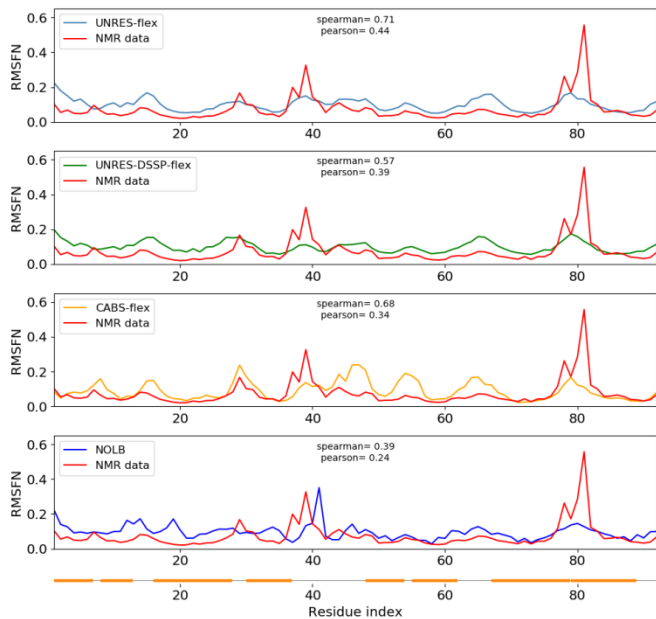 UNRES-flex
NMR data
spearman= 0.71
pearson= 0.44
RMSFN
0.6
0.4
0.2
0.0
20
40
60
80
UNRES-DSSP-flex
NMR data
spearman= 0.57
pearson= 0.39
RMSFN
0.6
0.4
0.2
0.0
20
40
60
80
CABS-flex
NMR data
spearman= 0.68
pearson= 0.34
RMSFN
0.6
0.4
0.2
0.0
20
40
60
80
NOLB
NMR data
spearman= 0.39
pearson= 0.24
RMSFN
0.6
0.4
0.2
0.0
20
40
60
80
Residue index